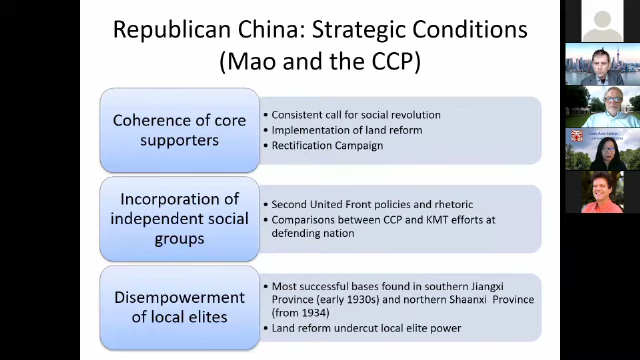 Republican China: Strategic Conditions
(Mao and the CCP)
Coherence of core
supporters
• Consistent call for social revolution
• Implementation of land reform
• Rectification Campaign
Incorporation of
independent social
groups
• Second United Front policies and rhetoric
• Comparisons between CCP and KMT efforts at
defending nation
Disempowerment
of local elites
• Most successful bases found in southern Jiangxi
Province (early 1930s) and northern Shaanxi Province
(from 1934)
• Land reform undercut local elite power